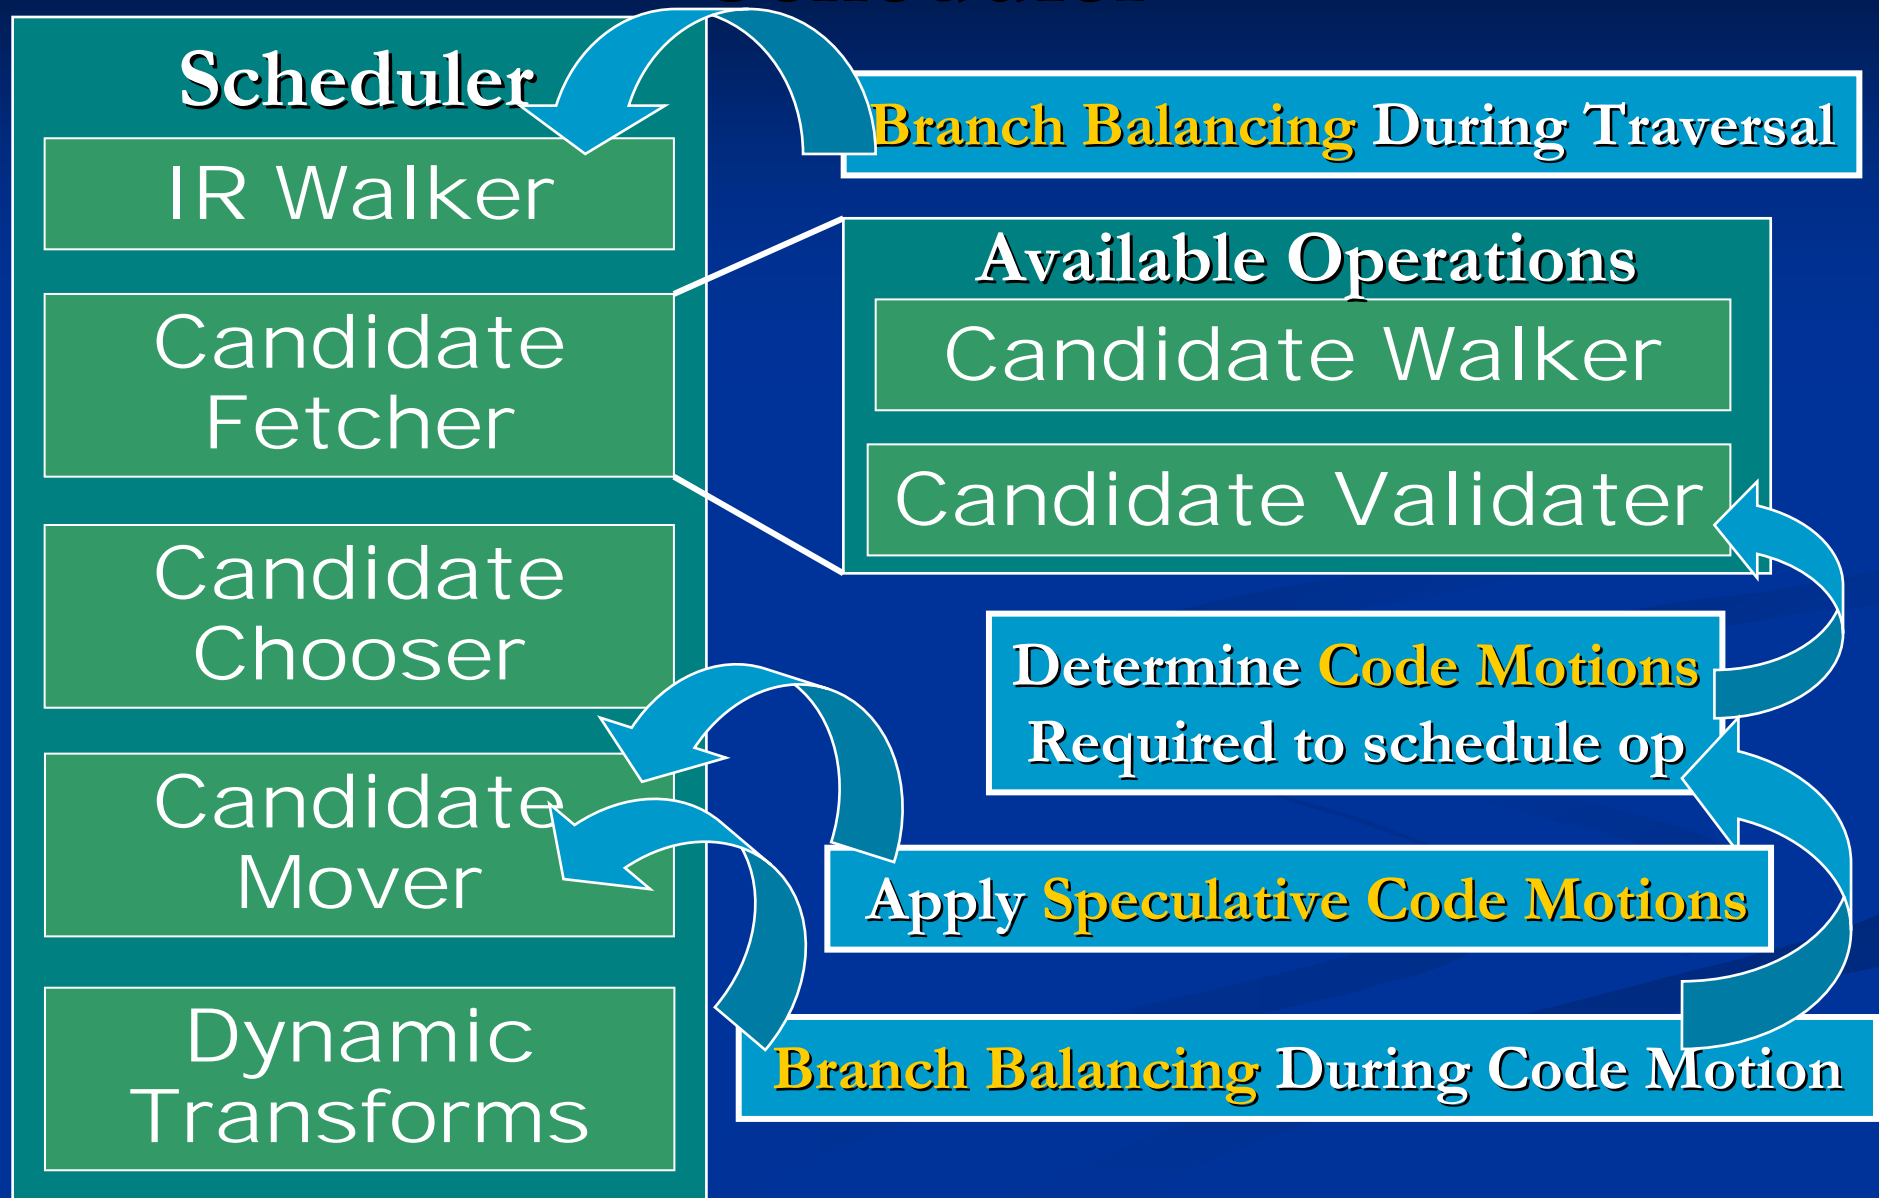 Scheduler
IR Walker
Candidate
Fetcher
Candidate
Chooser
Candidate
Mover
Dynamic
Transforms
Branch Balancing During Traversal
Available Operations
Candidate Walker
Candidate Validater
Determine Code Motions
Required to schedule op
Apply Speculative Code Motions
Branch Balancing During Code Motion